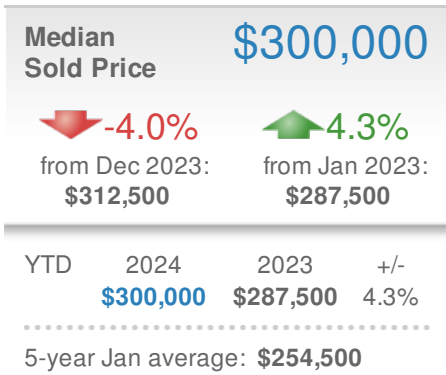 Median
Sold Price
$300,000
-4.0%
from Dec 2023:
$312,500
4.3%
from Jan 2023:
$287,500
YTD 2024 2023 +/-
$300,000 $287,500 4.3%
5-year Jan average: $254,500